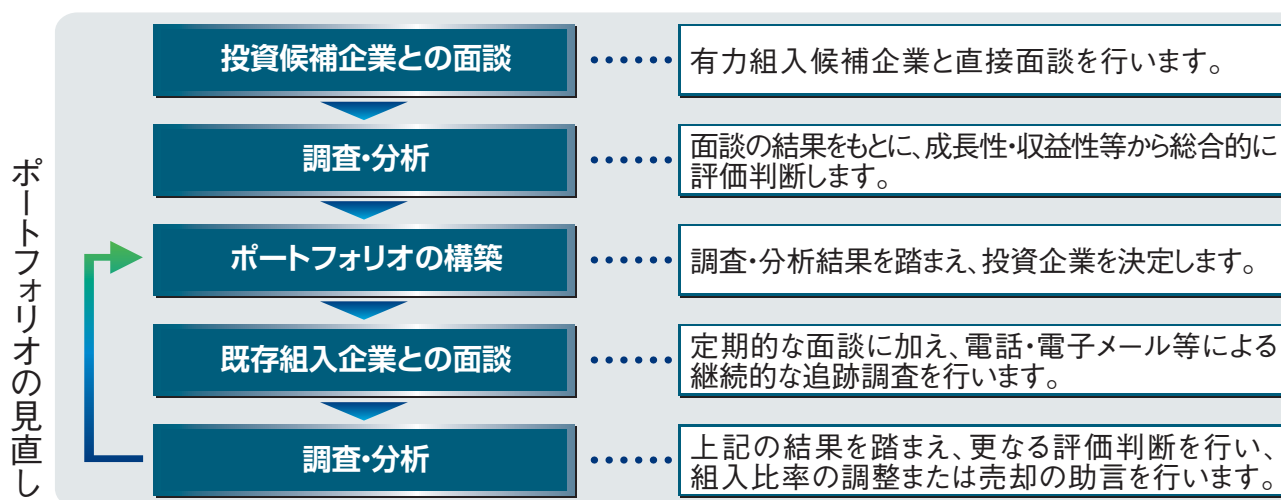 ポートフォリオの見直し
投資候補企業との面談
有力組入候補企業と直接面談を行います。
調査・分析
面談の結果をもとに、成長性・収益性等から総合的に
評価判断します。
ポートフォリオの構築
調査・分析結果を踏まえ、投資企業を決定します。
既存組入企業との面談
定期的な面談に加え、電話・電子メール等による
継続的な追跡調査を行います。
調査・分析
上記の結果を踏まえ、更なる評価判断を行い、
組入比率の調整または売却の助言を行います。